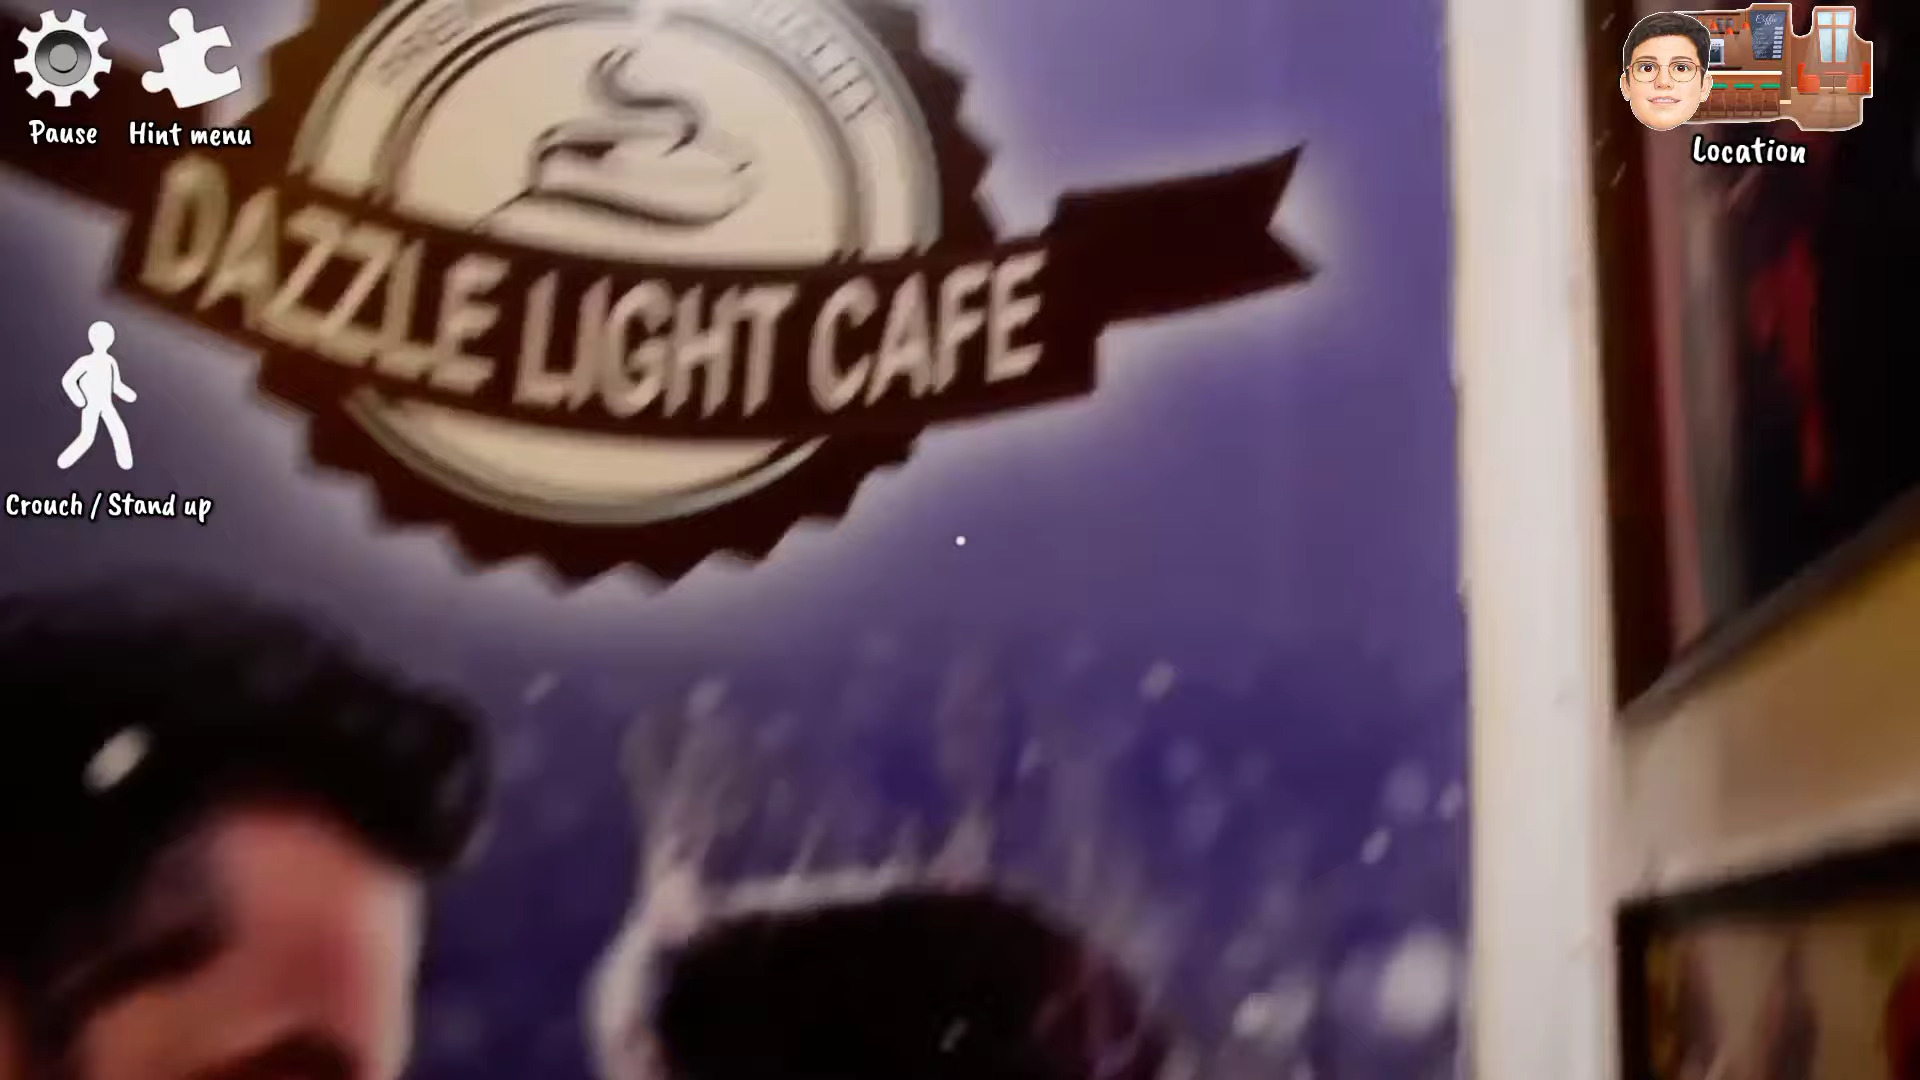 Pause
Hint menu
Location
DAZZLE LIGHT CAFE
Crouch / Stand up